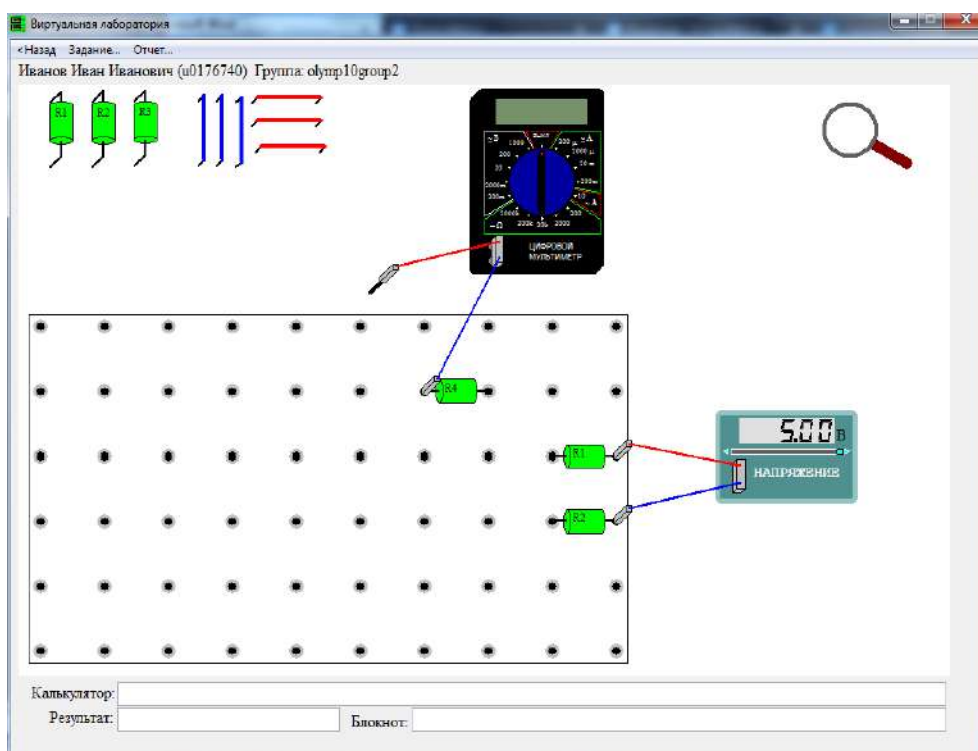 Виртуальная лаборатория
<Назад Задание... Отчет...
Иванов Иван Иванович (u0176740) Группа: olymp10group2
R1 R2 R3
ЦИФРОВОЙ
МУЛЬТИМЕТР
R4
5.00 В
R1
НАПРЯЖЕНИЕ
R2
Калькулятор:
Результат: Блокнот: